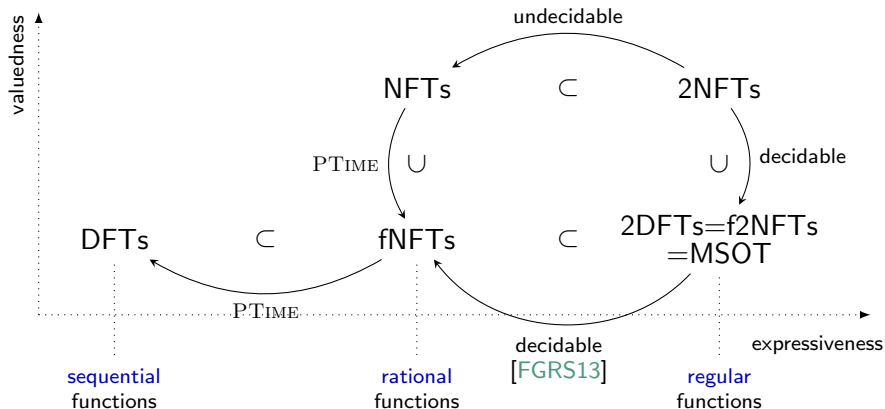 undecidable
valuedness
NFTs ⊂ 2NFTs
PTIME ∪ ∪ decidable
DFTs ⊂ fNFTs ⊂ 2DFTs=f2NFTs
=MSOT
PTIME
decidable
[FGRS13]
expressiveness
sequential
functions
rational
functions
regular
functions